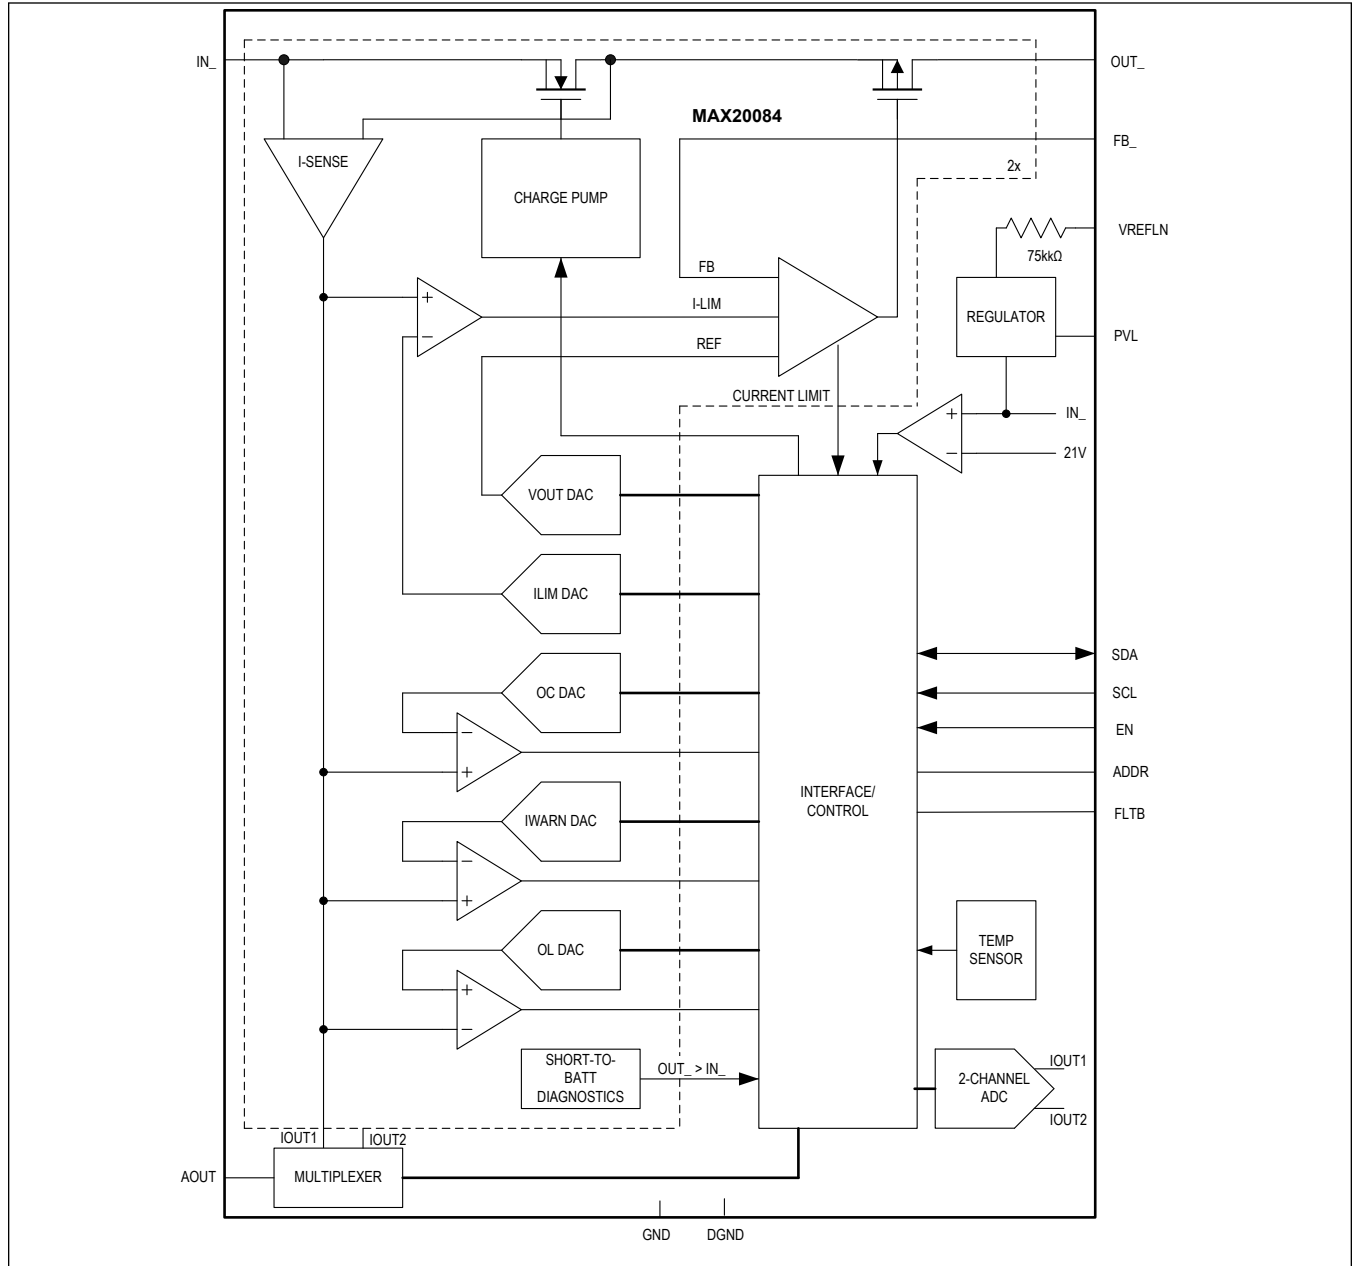 IN_
OUT_
MAX20084
FB_
I-SENSE
2x
CHARGE PUMP
VREFLN
75kkΩ
FB
I-LIM
REGULATOR
PVL
REF
CURRENT LIMIT
+
−
+
IN_
−
21V
VOUT DAC
ILIM DAC
SDA
OC DAC
SCL
EN
−
+
ADDR
INTERFACE/
CONTROL
FLTB
IWARN DAC
−
+
TEMP
SENSOR
OL DAC
+
−
SHORT-TO-
BATT
DIAGNOSTICS
OUT_ > IN_
2-CHANNEL
ADC
IOUT1
IOUT2
IOUT1
IOUT2
AOUT
MULTIPLEXER
GND
DGND